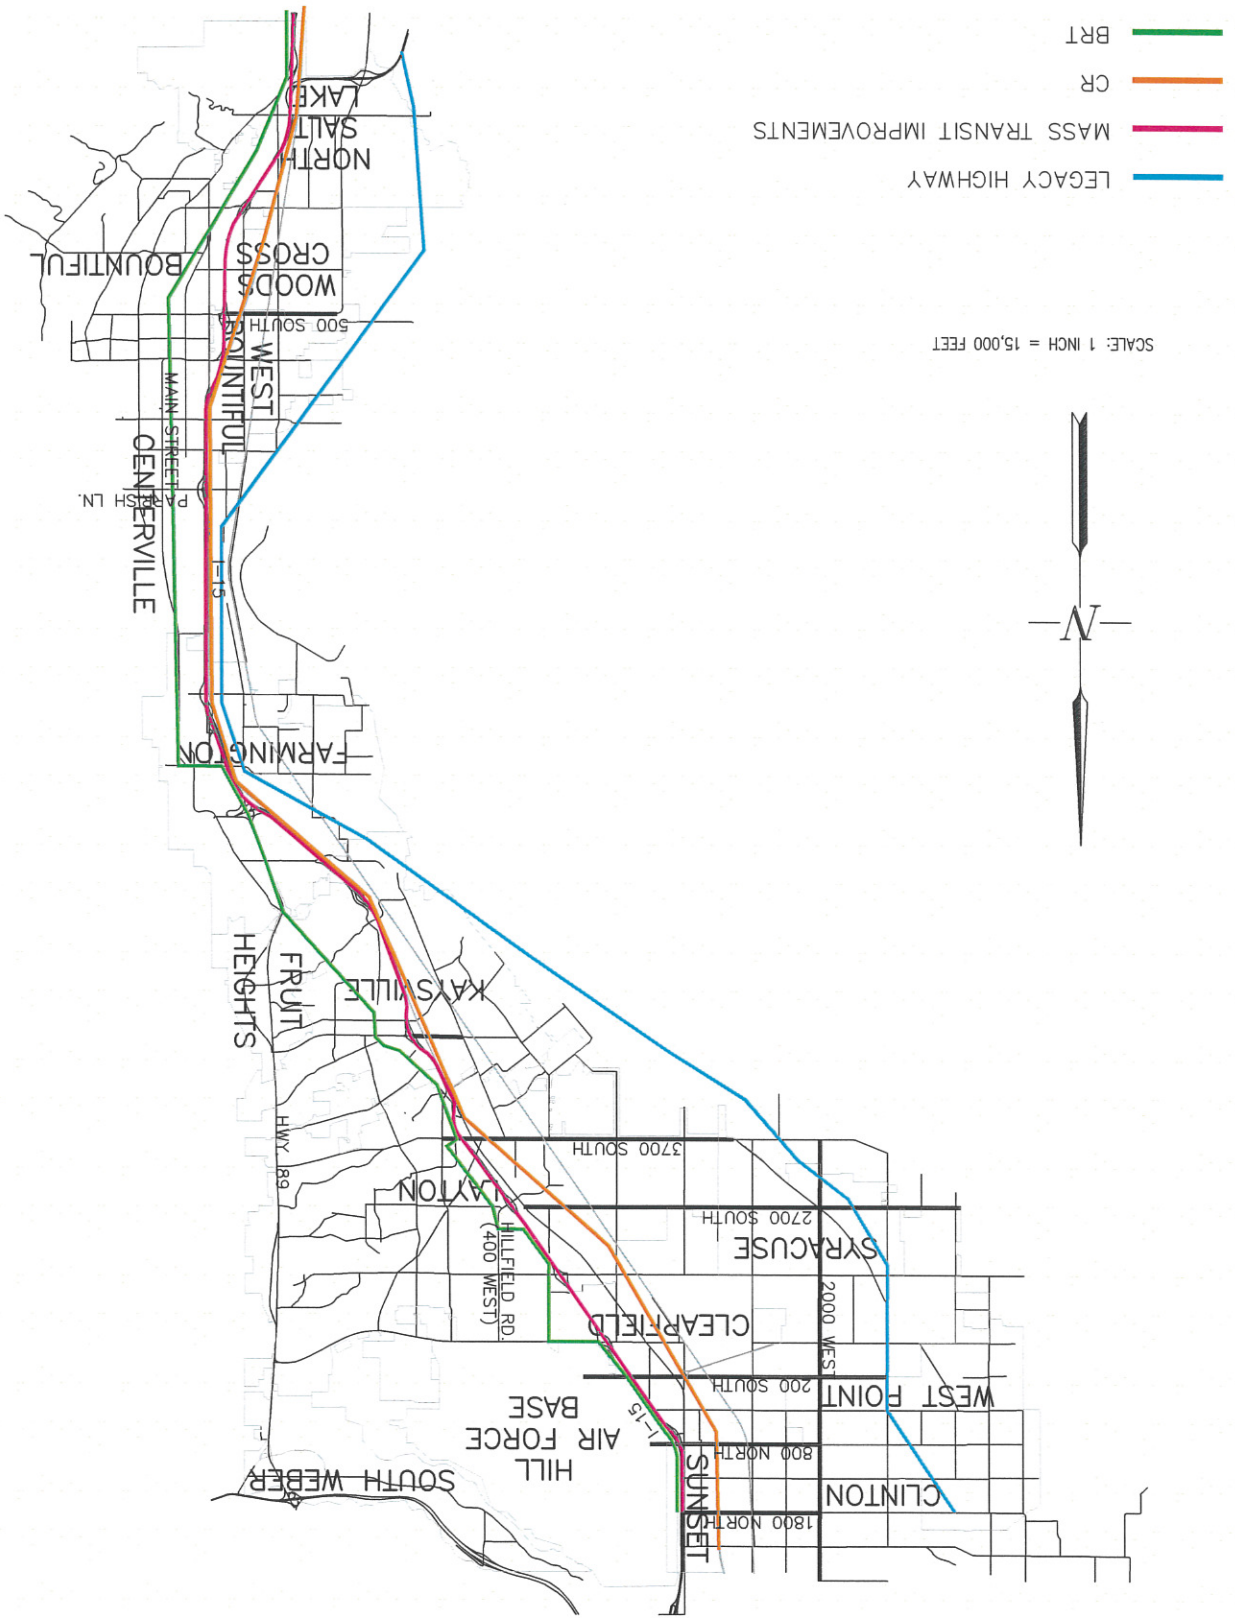 1800 NORTH
SUNSET
CLINTON
SOUTH WEBER
800 NORTH
HILL
AIR FORCE
BASE
I-15
WEST POINT
200 SOUTH
2000 WEST
CLEARFIELD
HILLFIELD RD.
(400 WEST)
SYRACUSE
2700 SOUTH
LAYTON
HWY 89
3700 SOUTH
KAYSVILLE
FRUIT
HEIGHTS
FARMINGTON
N
I-15
CENTERVILLE
PARRISH LN.
MAIN STREET
WEST
BOUNTIFUL
SCALE: 1 INCH = 15,000 FEET
500 SOUTH
WOODS
CROSS
BOUNTIFUL
NORTH
SALT
LAKE
LEGACY HIGHWAY
MASS TRANSIT IMPROVEMENTS
CR
BRT